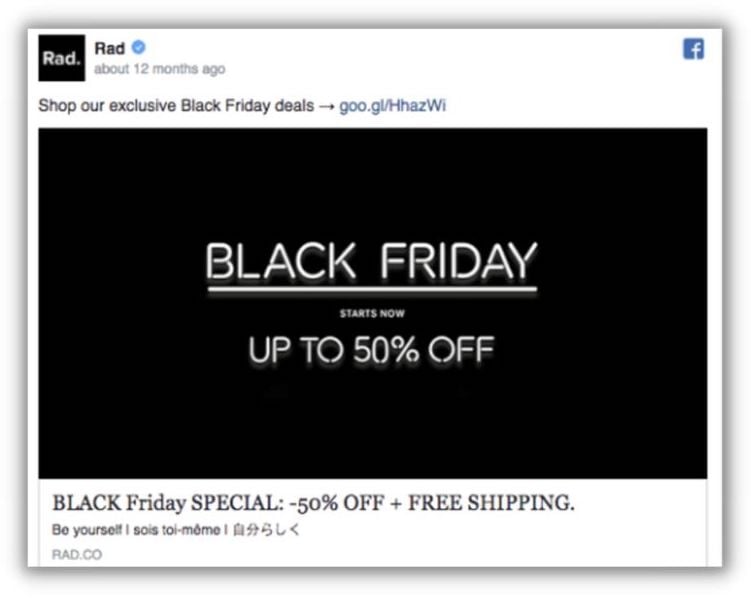 Rad.
Rad
about 12 months ago
Shop our exclusive Black Friday deals → goo.gl/HhazWi
BLACK FRIDAY
STARTS NOW
UP TO 50% OFF
BLACK Friday SPECIAL: -50% OFF + FREE SHIPPING.
Be yourself I sois toi-même I 自分らしく
RAD.CO